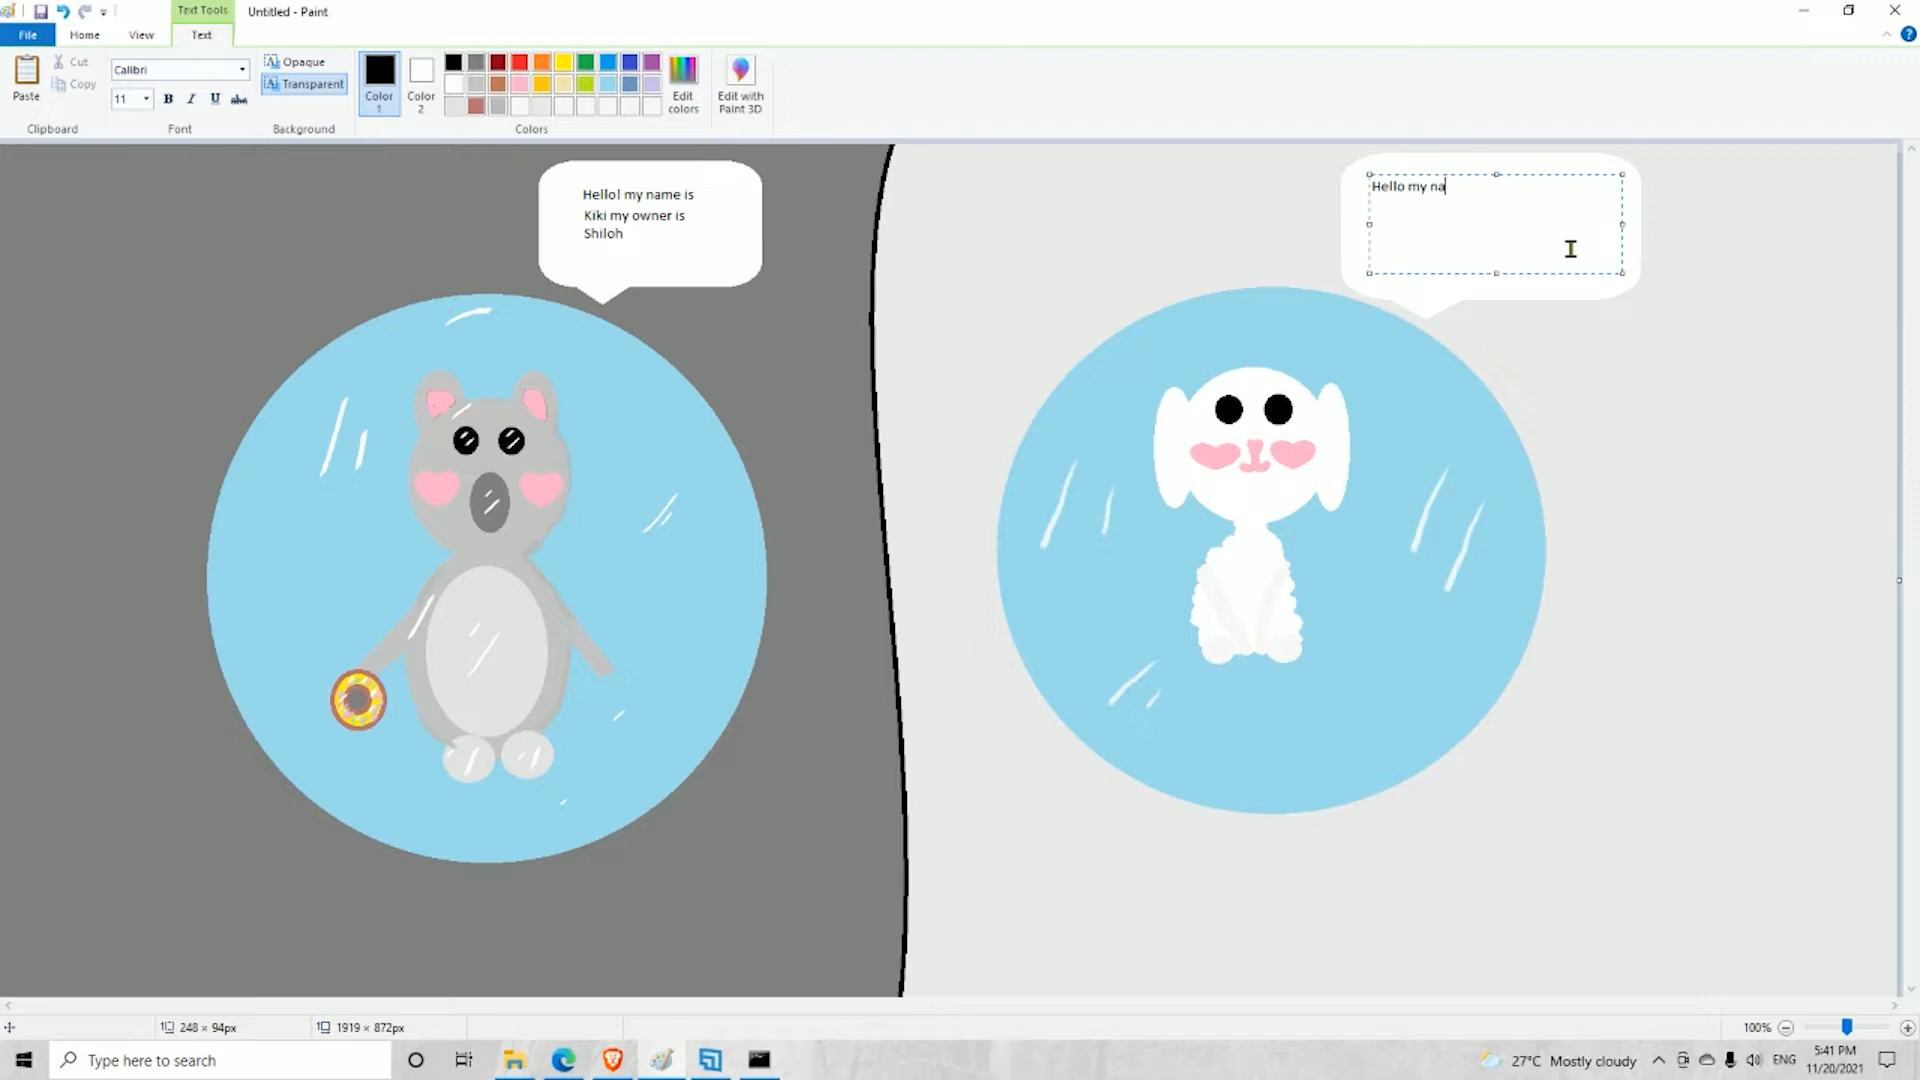 Text Tools
Untitled - Paint
File
Home
View
Text
Paste
Cut
Copy
Clipboard
Calibri
11
B
I
U
abc
Font
Opaque
Transparent
Background
Color
1
Color
2
Edit
colors
Edit with
Paint 3D
Colors
Hello! my name is
Kiki my owner is
Shiloh
Hello my na
248 × 94px
1919 × 872px
100%
Type here to search
27°C Mostly cloudy
ENG
5:41 PM
11/20/2021